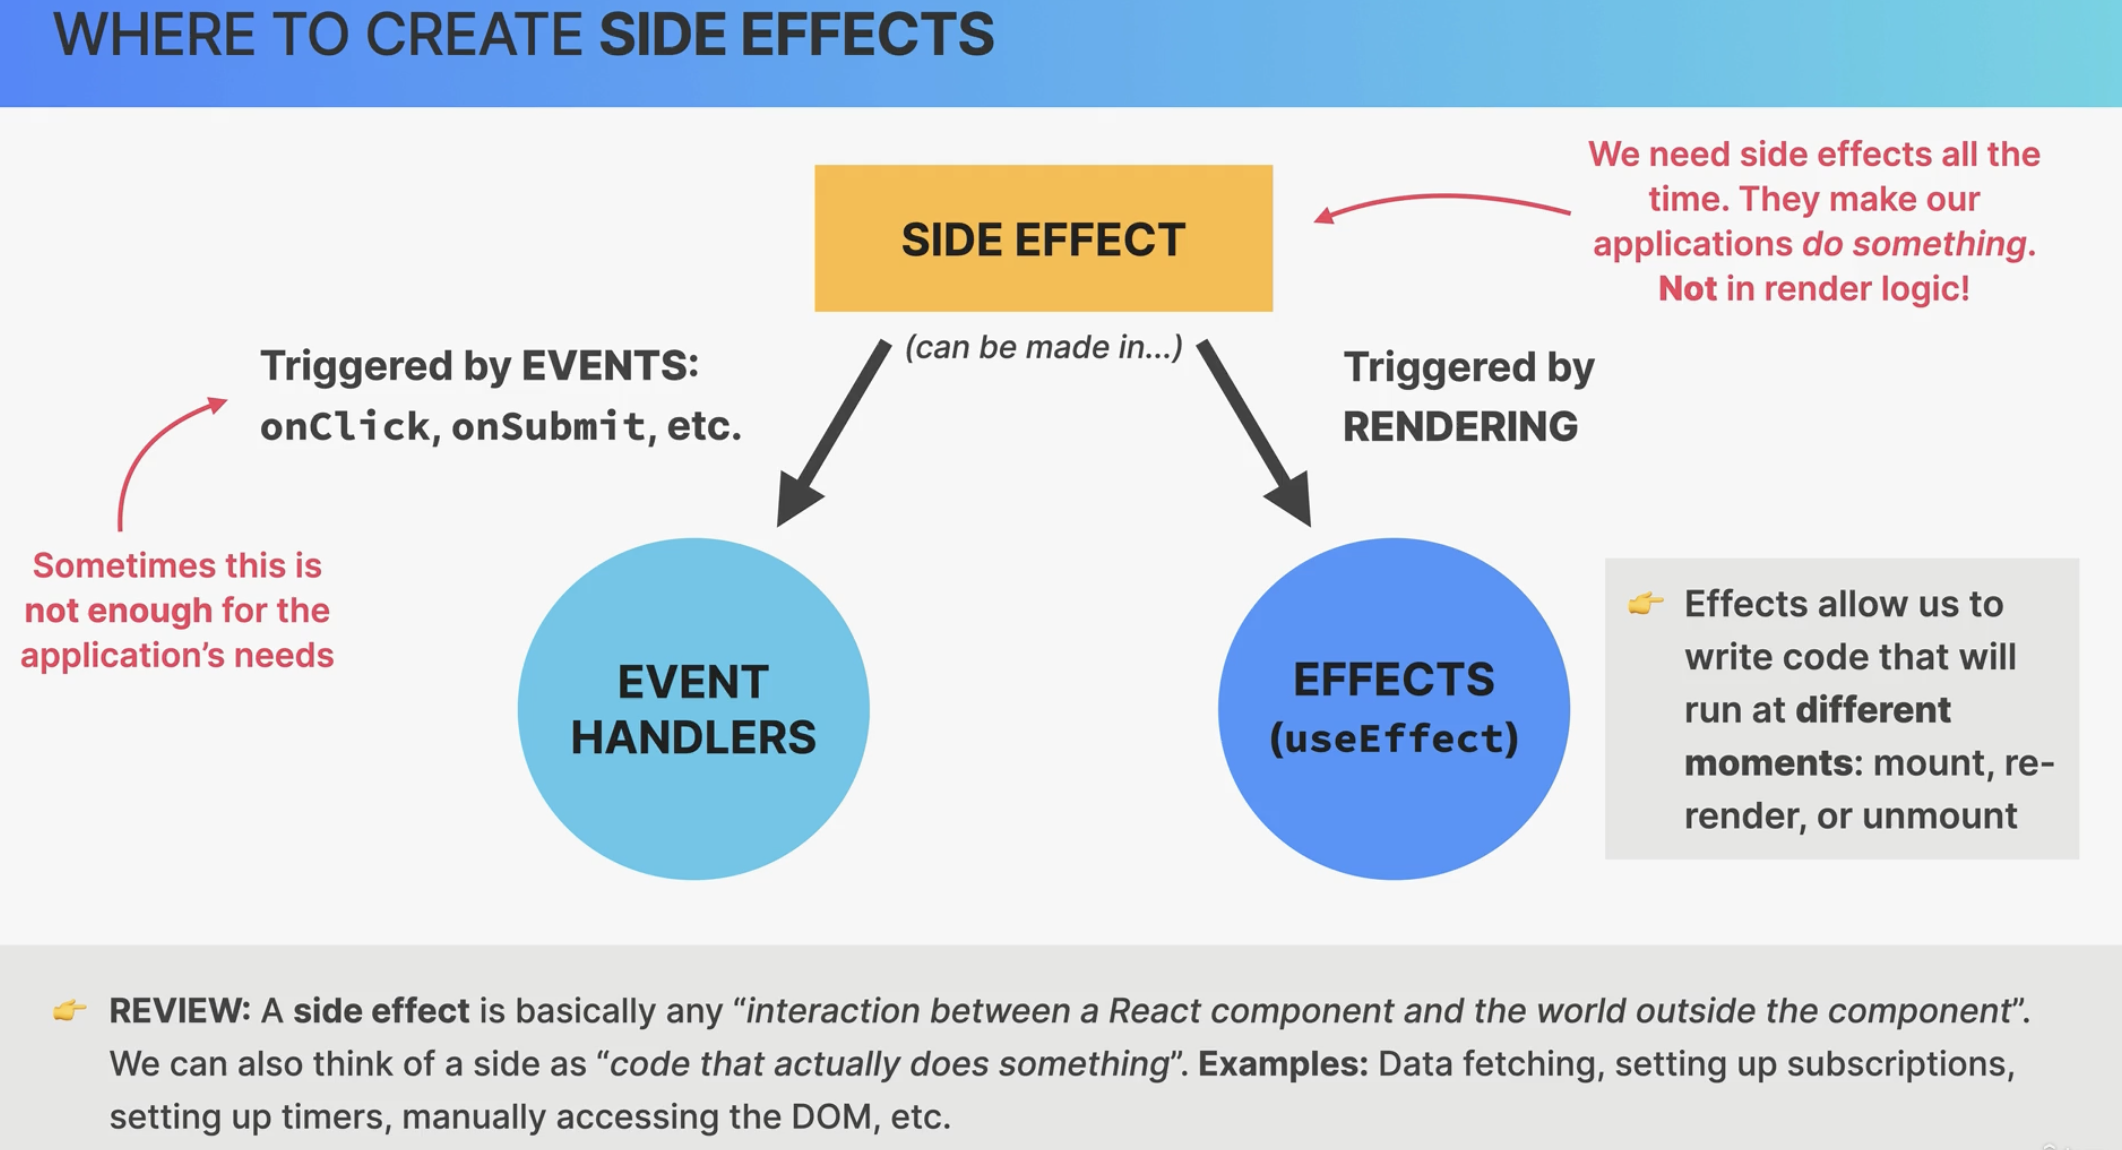 WHERE TO CREATE SIDE EFFECTS
We need side effects all the
time. They make our
applications do something.
Not in render logic!
SIDE EFFECT
(can be made in...)
Triggered by EVENTS:
onClick, onSubmit, etc.
Triggered by
RENDERING
Sometimes this is
not enough for the
application’s needs
EVENT
HANDLERS
EFFECTS
(useEffect)
👉 Effects allow us to
write code that will
run at different
moments: mount, re-
render, or unmount
👉 REVIEW: A side effect is basically any “interaction between a React component and the world outside the component”.
We can also think of a side as “code that actually does something”. Examples: Data fetching, setting up subscriptions,
setting up timers, manually accessing the DOM, etc.